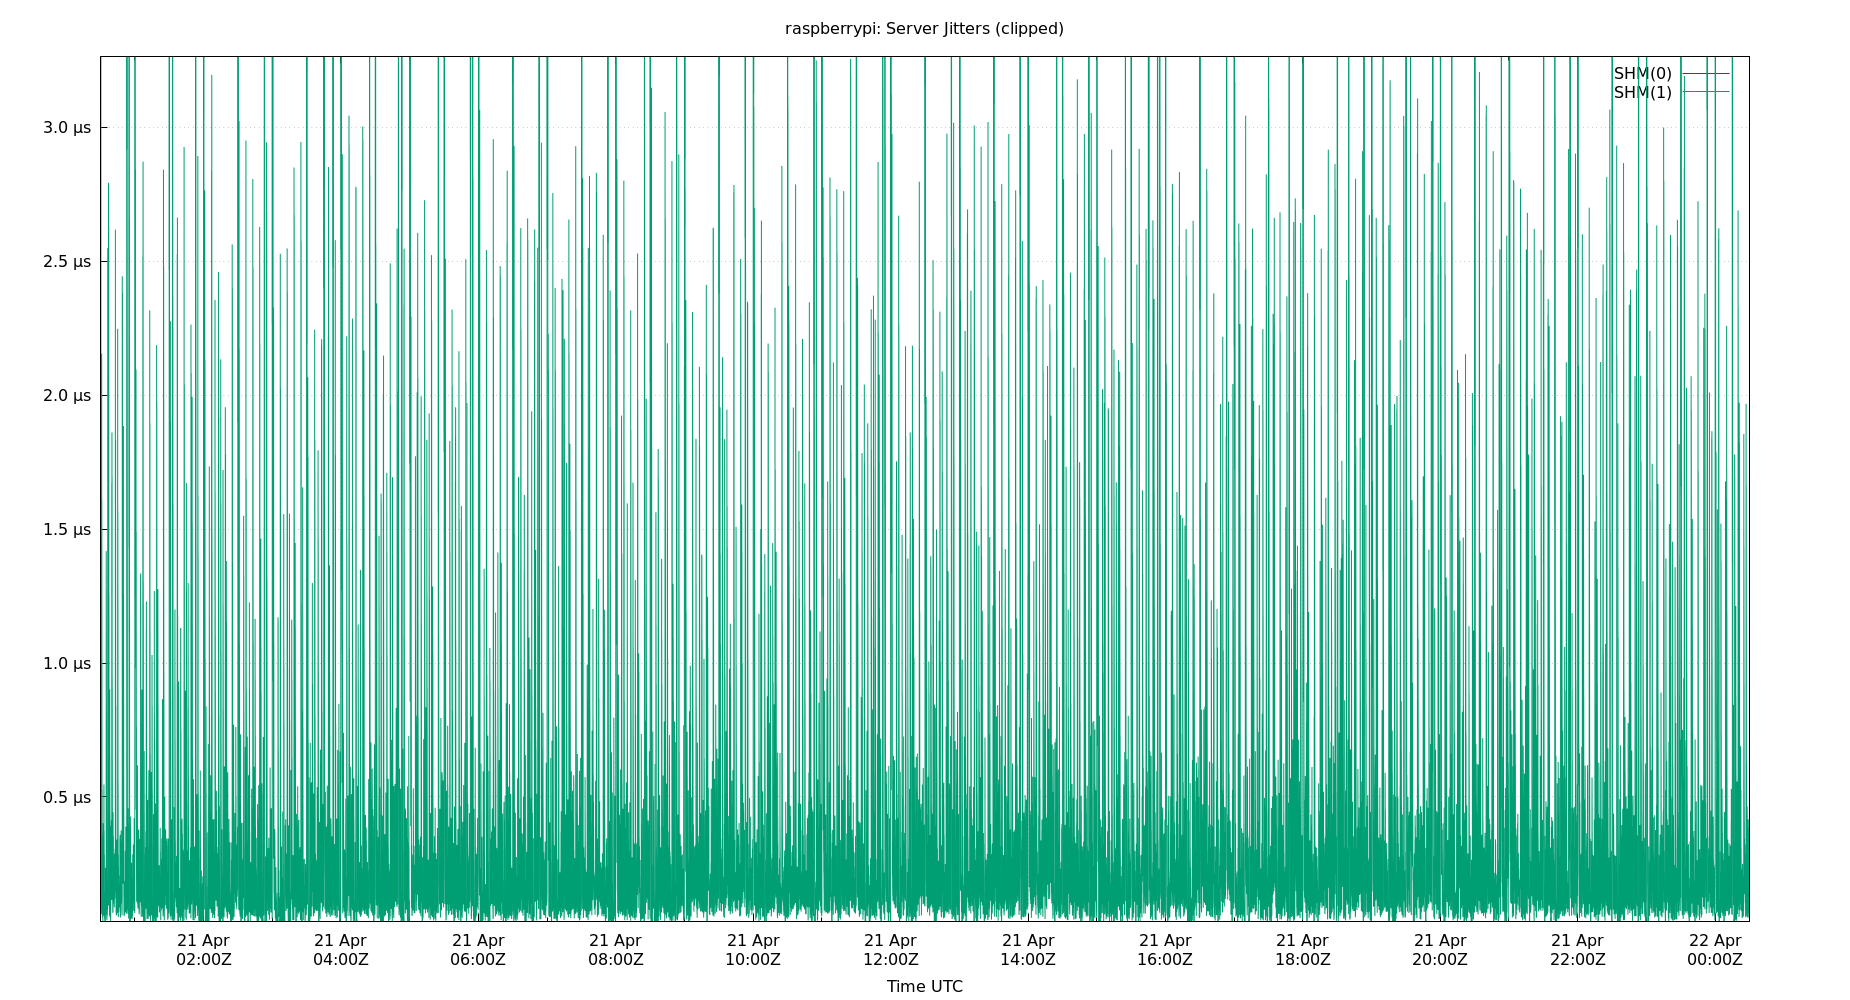 raspberrypi: Server Jitters (clipped)
SHM(0)
SHM(1)
3.0 μs
2.5 μs
2.0 μs
1.5 μs
1.0 μs
0.5 μs
21 Apr 21 Apr 21 Apr 21 Apr 21 Apr 21 Apr 21 Apr 21 Apr 21 Apr 21 Apr 21 Apr 22 Apr
02:00Z 04:00Z 06:00Z 08:00Z 10:00Z 12:00Z 14:00Z 16:00Z 18:00Z 20:00Z 22:00Z 00:00Z
Time UTC